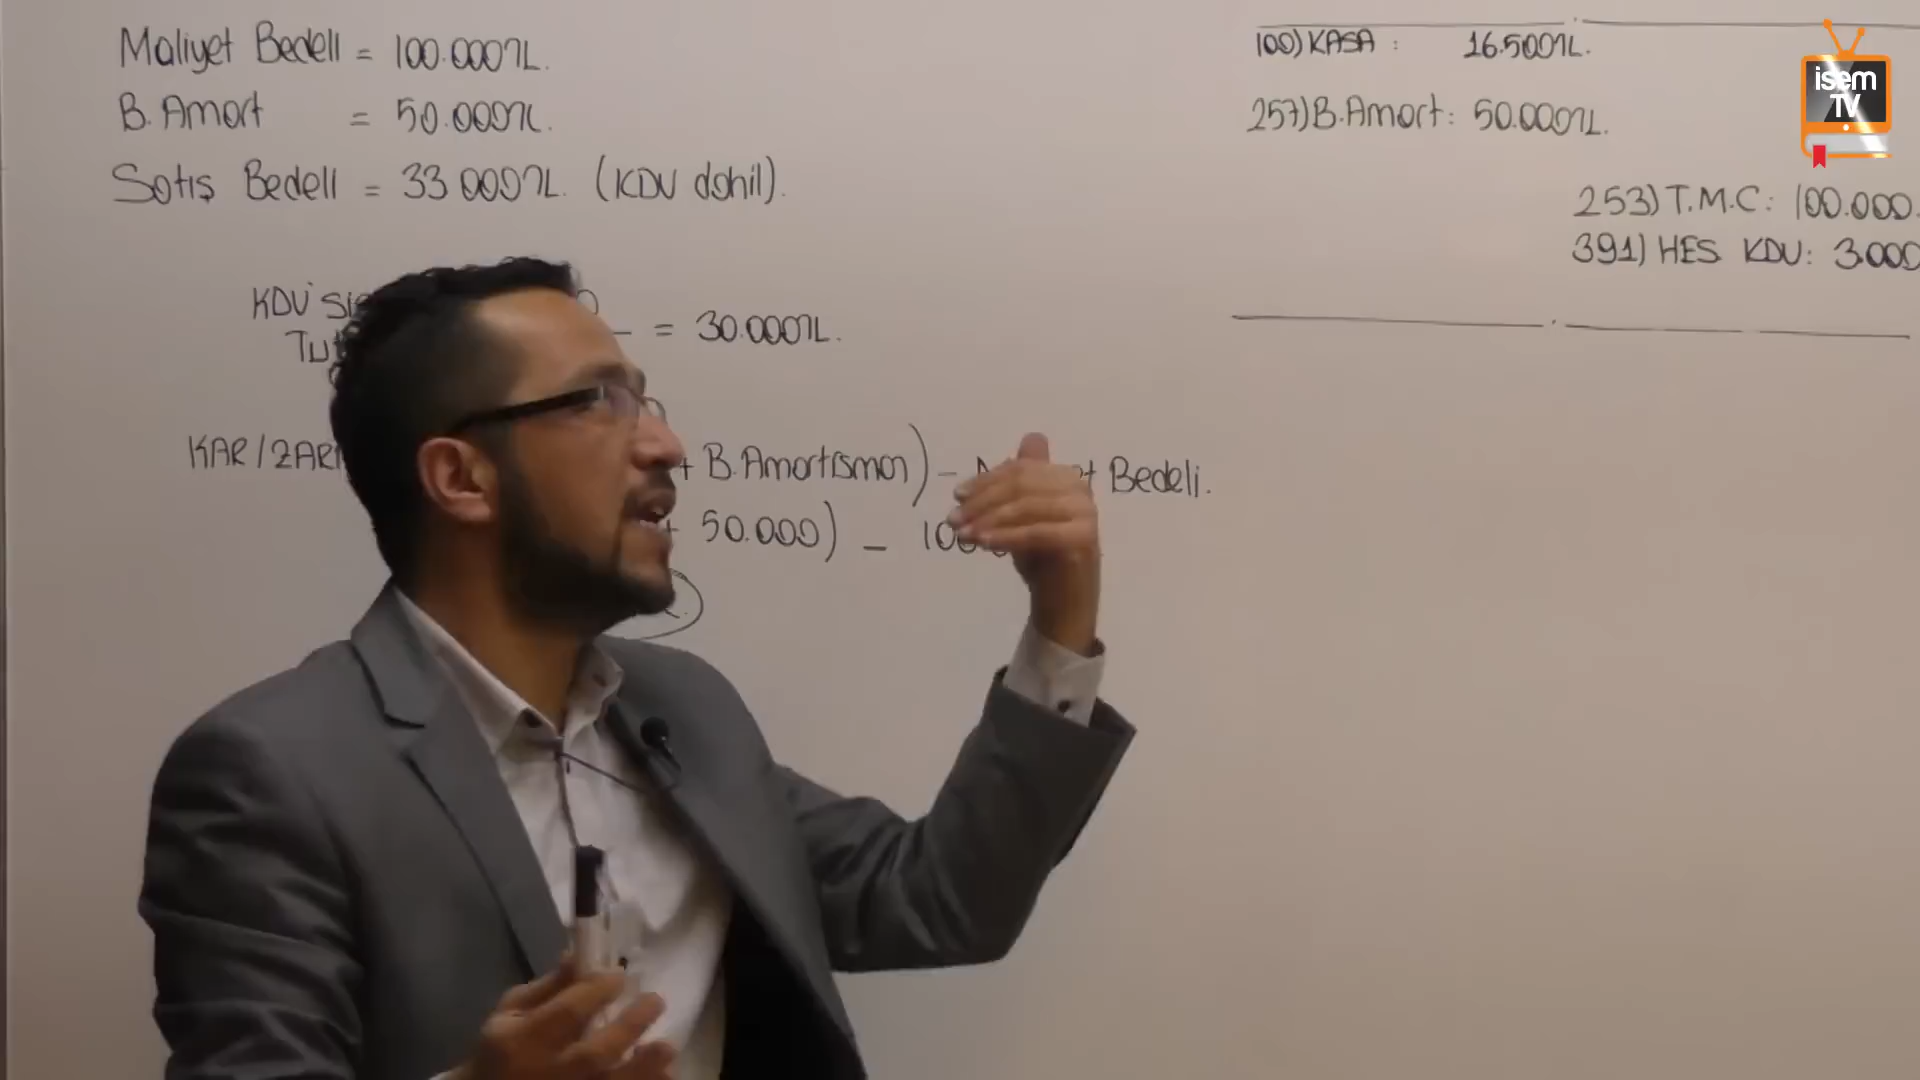 Maliyet Bedeli = 100.000TL.
B. Amort = 50.000TL.
Satış Bedeli = 33 000TL. (KDV dahil).
KDV'
= 30.000TL.
KAR/ZAR
+ B. Amortisman) - Bedeli.
+ 50.000) -
100) KASA : 16.500TL.
257) B. Amort: 50.000TL.
253) T.M.C: 100.000.
391) HES KDV: 3.000
isem
TV